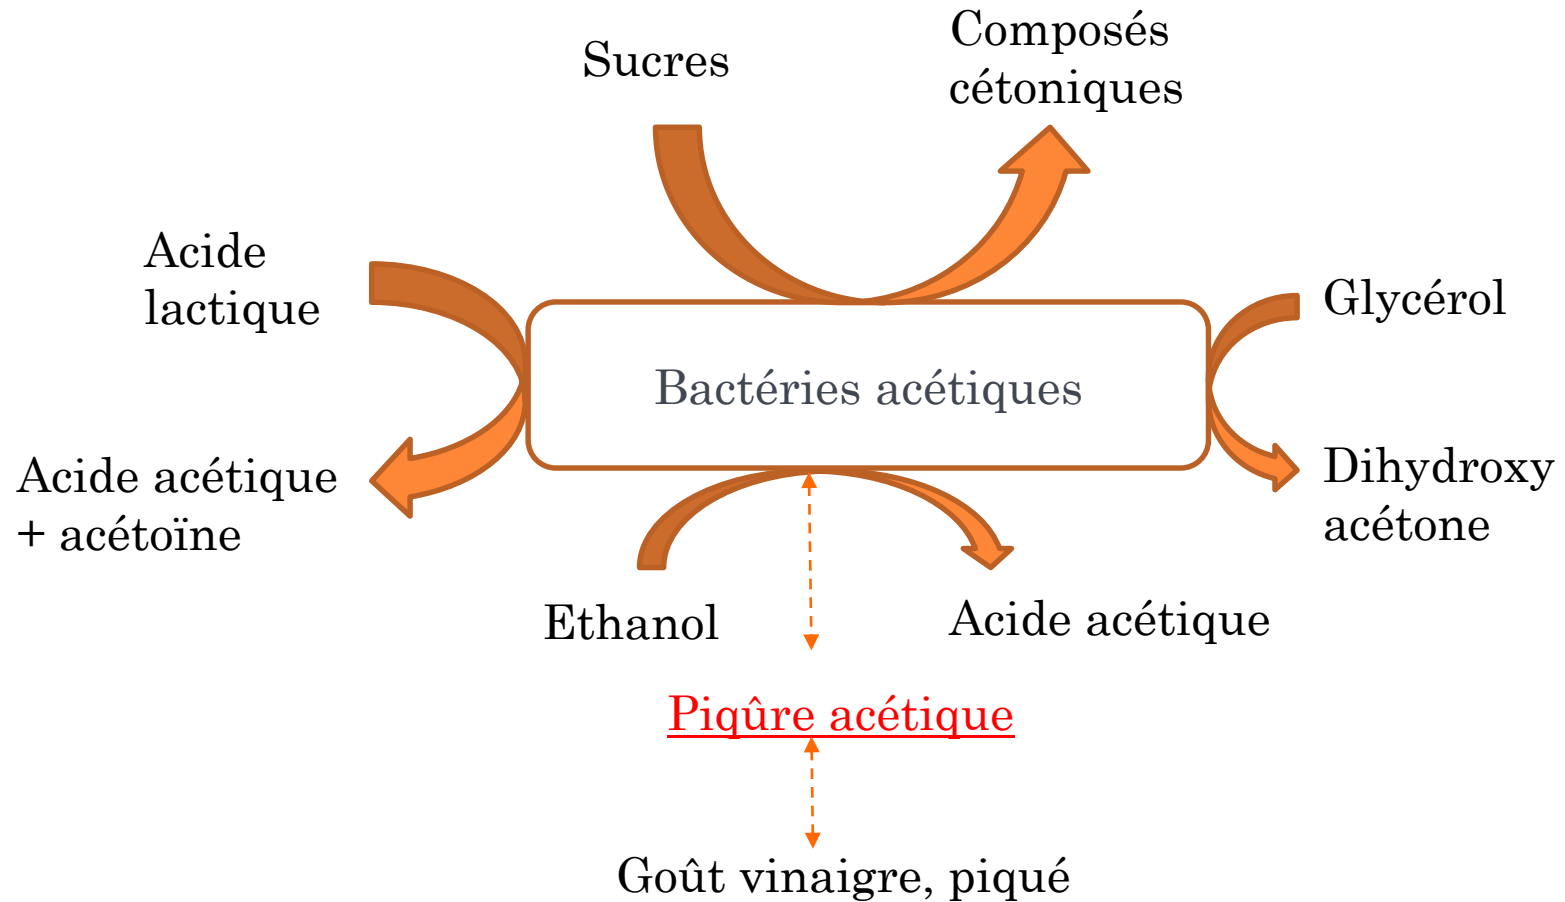 Sucres
Composés
cétoniques
Acide
lactique
Glycérol
Bactéries acétiques
Acide acétique
+ acétoïne
Dihydroxy
acétone
Ethanol
Acide acétique
Piqûre acétique
Goût vinaigre, piqué